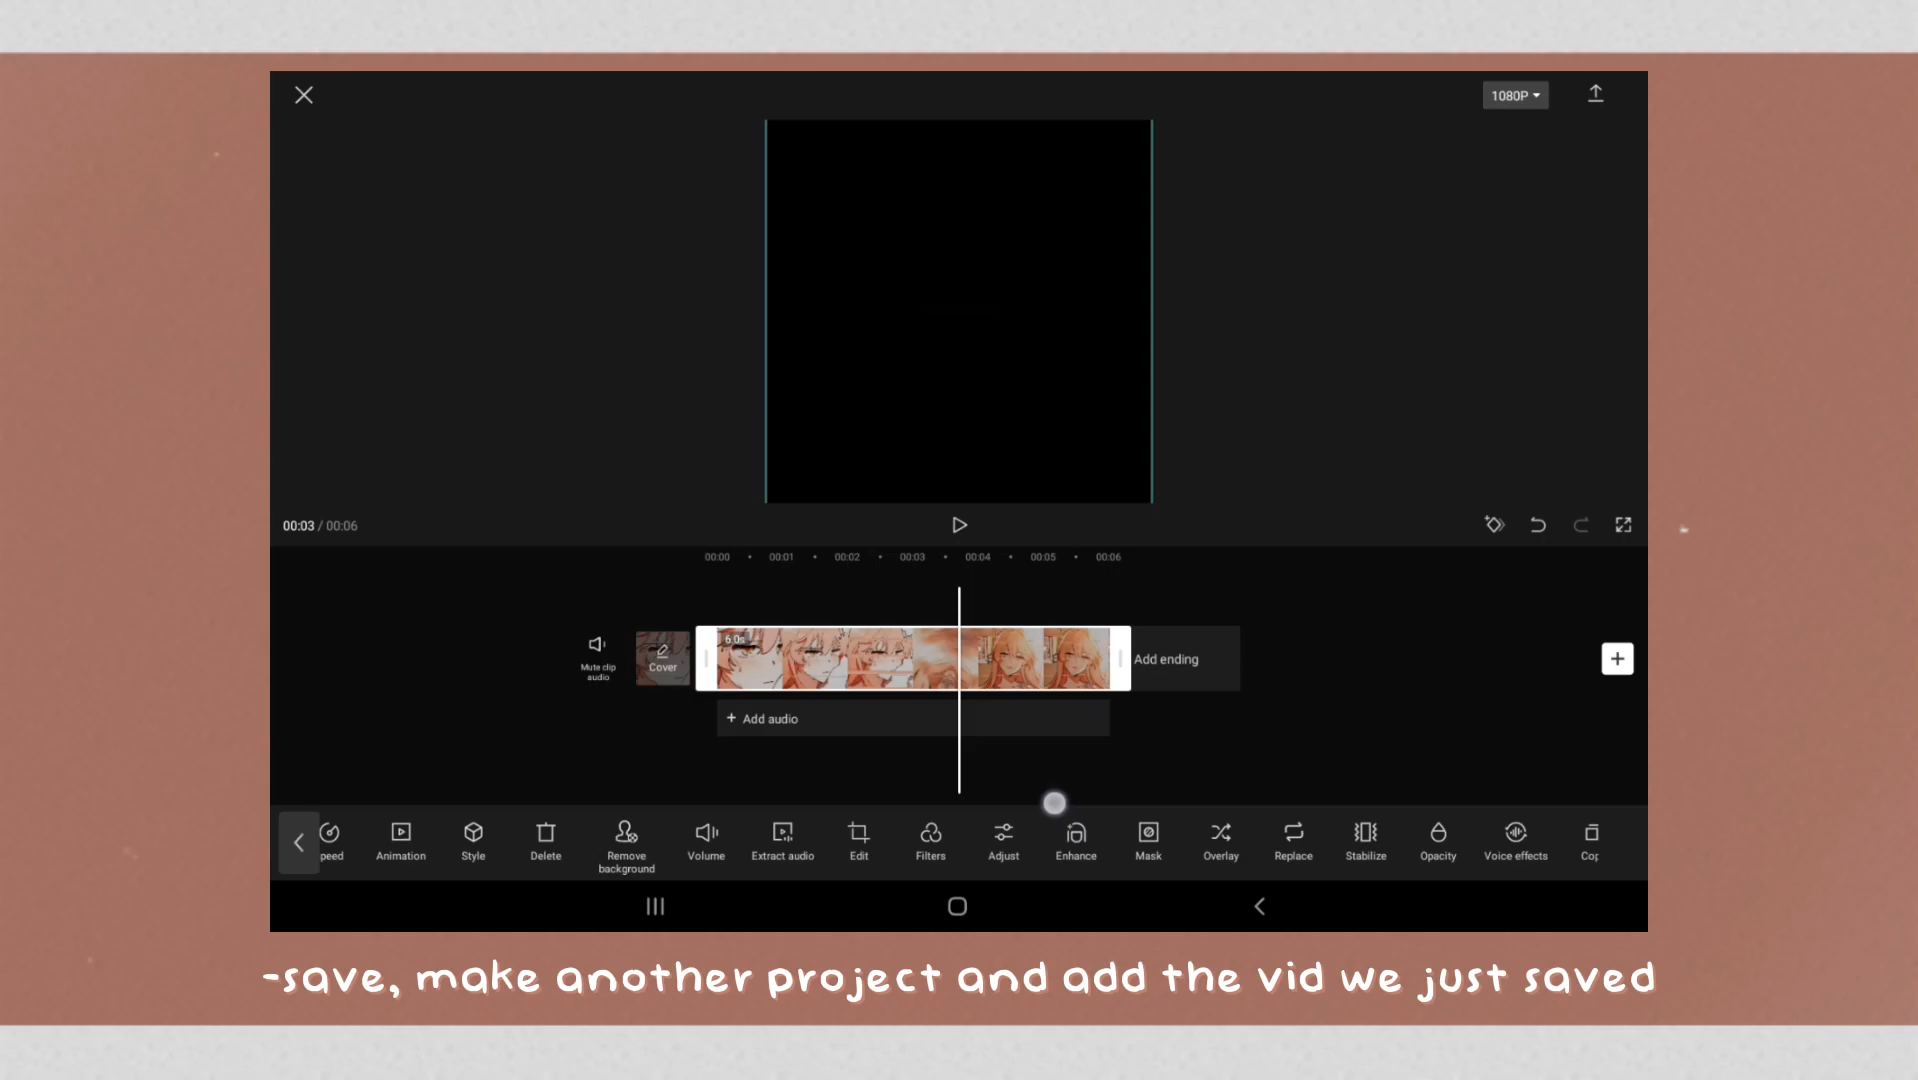 1080P
00:03 / 00:06
00:00 00:01 00:02 00:03 00:04 00:05 00:06
6.0s
Mute clip
audio
Cover
Add ending
+ Add audio
peed Animation Style Delete Remove
background Volume Extract audio Edit Filters Adjust Enhance Mask Overlay Replace Stabilize Opacity Voice effects Cop
-save, make another project and add the vid we just saved